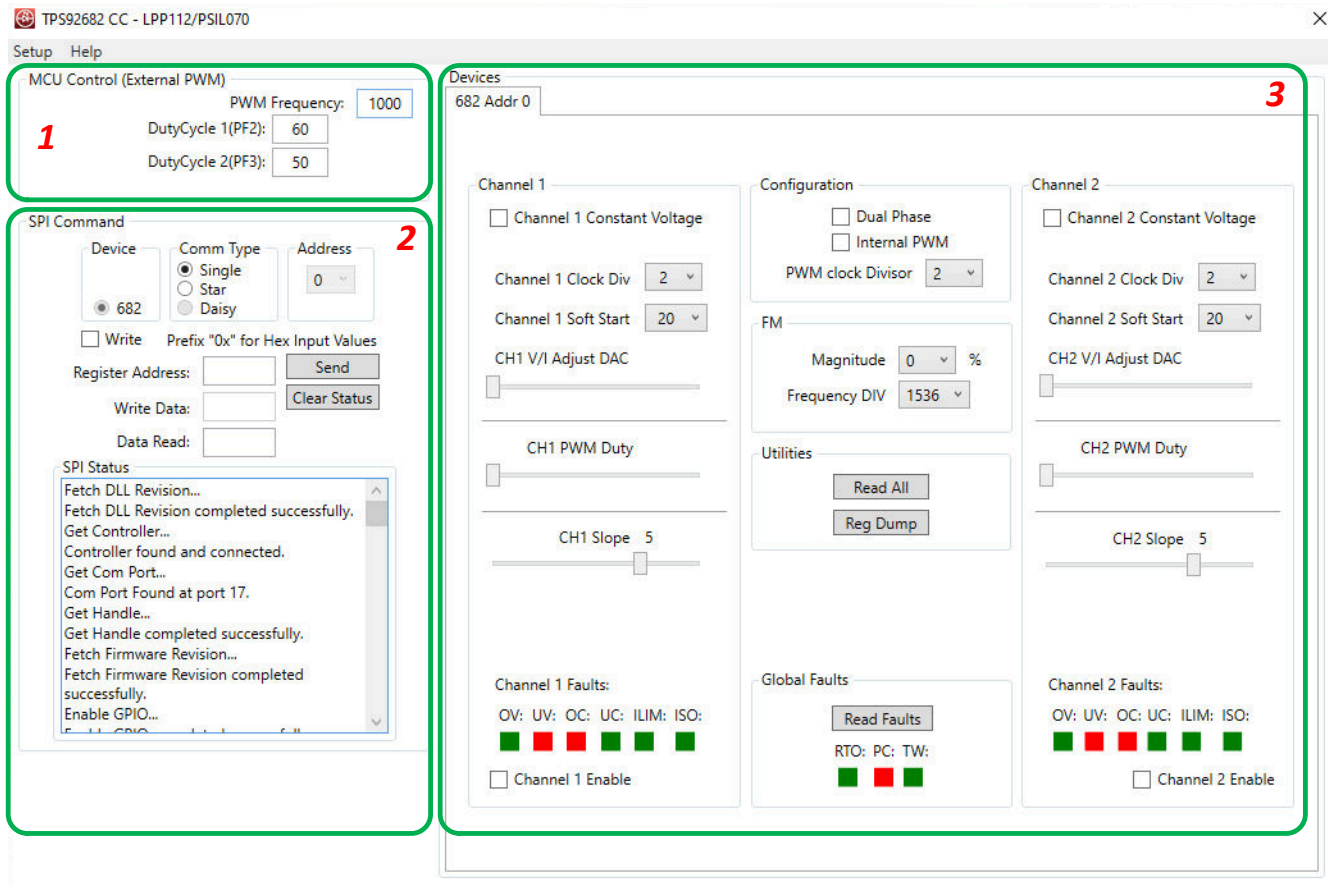 TPS92682 CC - LPP112/PSIL070
Setup Help
MCU Control (External PWM)
PWM Frequency: 1000
1
DutyCycle 1(PF2): 60
DutyCycle 2(PF3): 50
SPI Command
2
Device
Comm Type
Address
Single
Star
Daisy
682
0
Write
Prefix "0x" for Hex Input Values
Register Address:
Send
Write Data:
Clear Status
Data Read:
SPI Status
Fetch DLL Revision...
Fetch DLL Revision completed successfully.
Get Controller...
Controller found and connected.
Get Com Port...
Com Port Found at port 17.
Get Handle...
Get Handle completed successfully.
Fetch Firmware Revision...
Fetch Firmware Revision completed
successfully.
Enable GPIO...
Devices
682 Addr 0
3
Channel 1
Channel 1 Constant Voltage
Channel 1 Clock Div 2
Channel 1 Soft Start 20
CH1 V/I Adjust DAC
CH1 PWM Duty
CH1 Slope 5
Channel 1 Faults:
OV: UV: OC: UC: ILIM: ISO:
Channel 1 Enable
Configuration
Dual Phase
Internal PWM
PWM clock Divisor 2
FM
Magnitude 0 %
Frequency DIV 1536
Utilities
Read All
Reg Dump
Global Faults
Read Faults
RTO: PC: TW:
Channel 2
Channel 2 Constant Voltage
Channel 2 Clock Div 2
Channel 2 Soft Start 20
CH2 V/I Adjust DAC
CH2 PWM Duty
CH2 Slope 5
Channel 2 Faults:
OV: UV: OC: UC: ILIM: ISO:
Channel 2 Enable